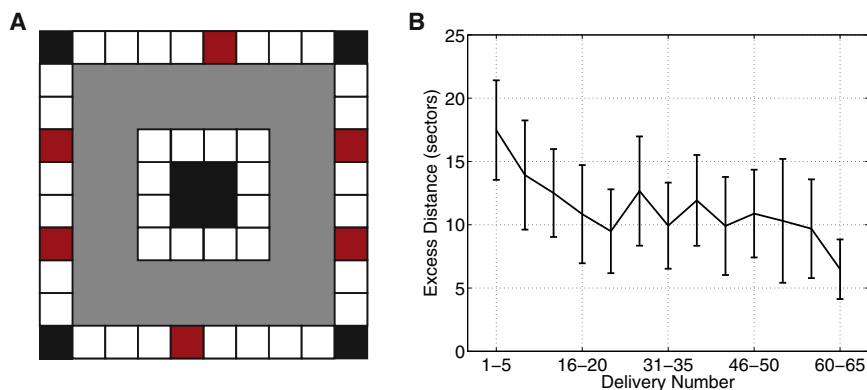 A
B
Excess Distance (sectors)
25
20
15
10
5
0
1–5
16–20
31–35
46–50
60–65
Delivery Number